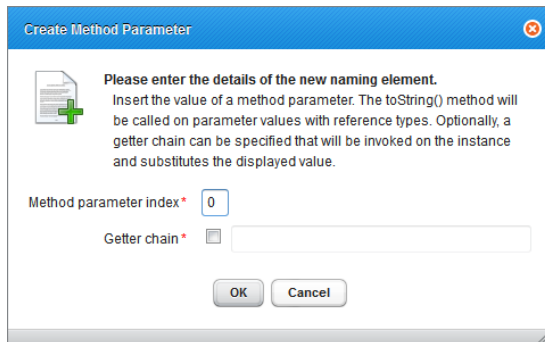 Create Method Parameter
Please enter the details of the new naming element.
Insert the value of a method parameter. The toString() method will
be called on parameter values with reference types. Optionally, a
getter chain can be specified that will be invoked on the instance
and substitutes the displayed value.
Method parameter index* 0
Getter chain*
OK Cancel